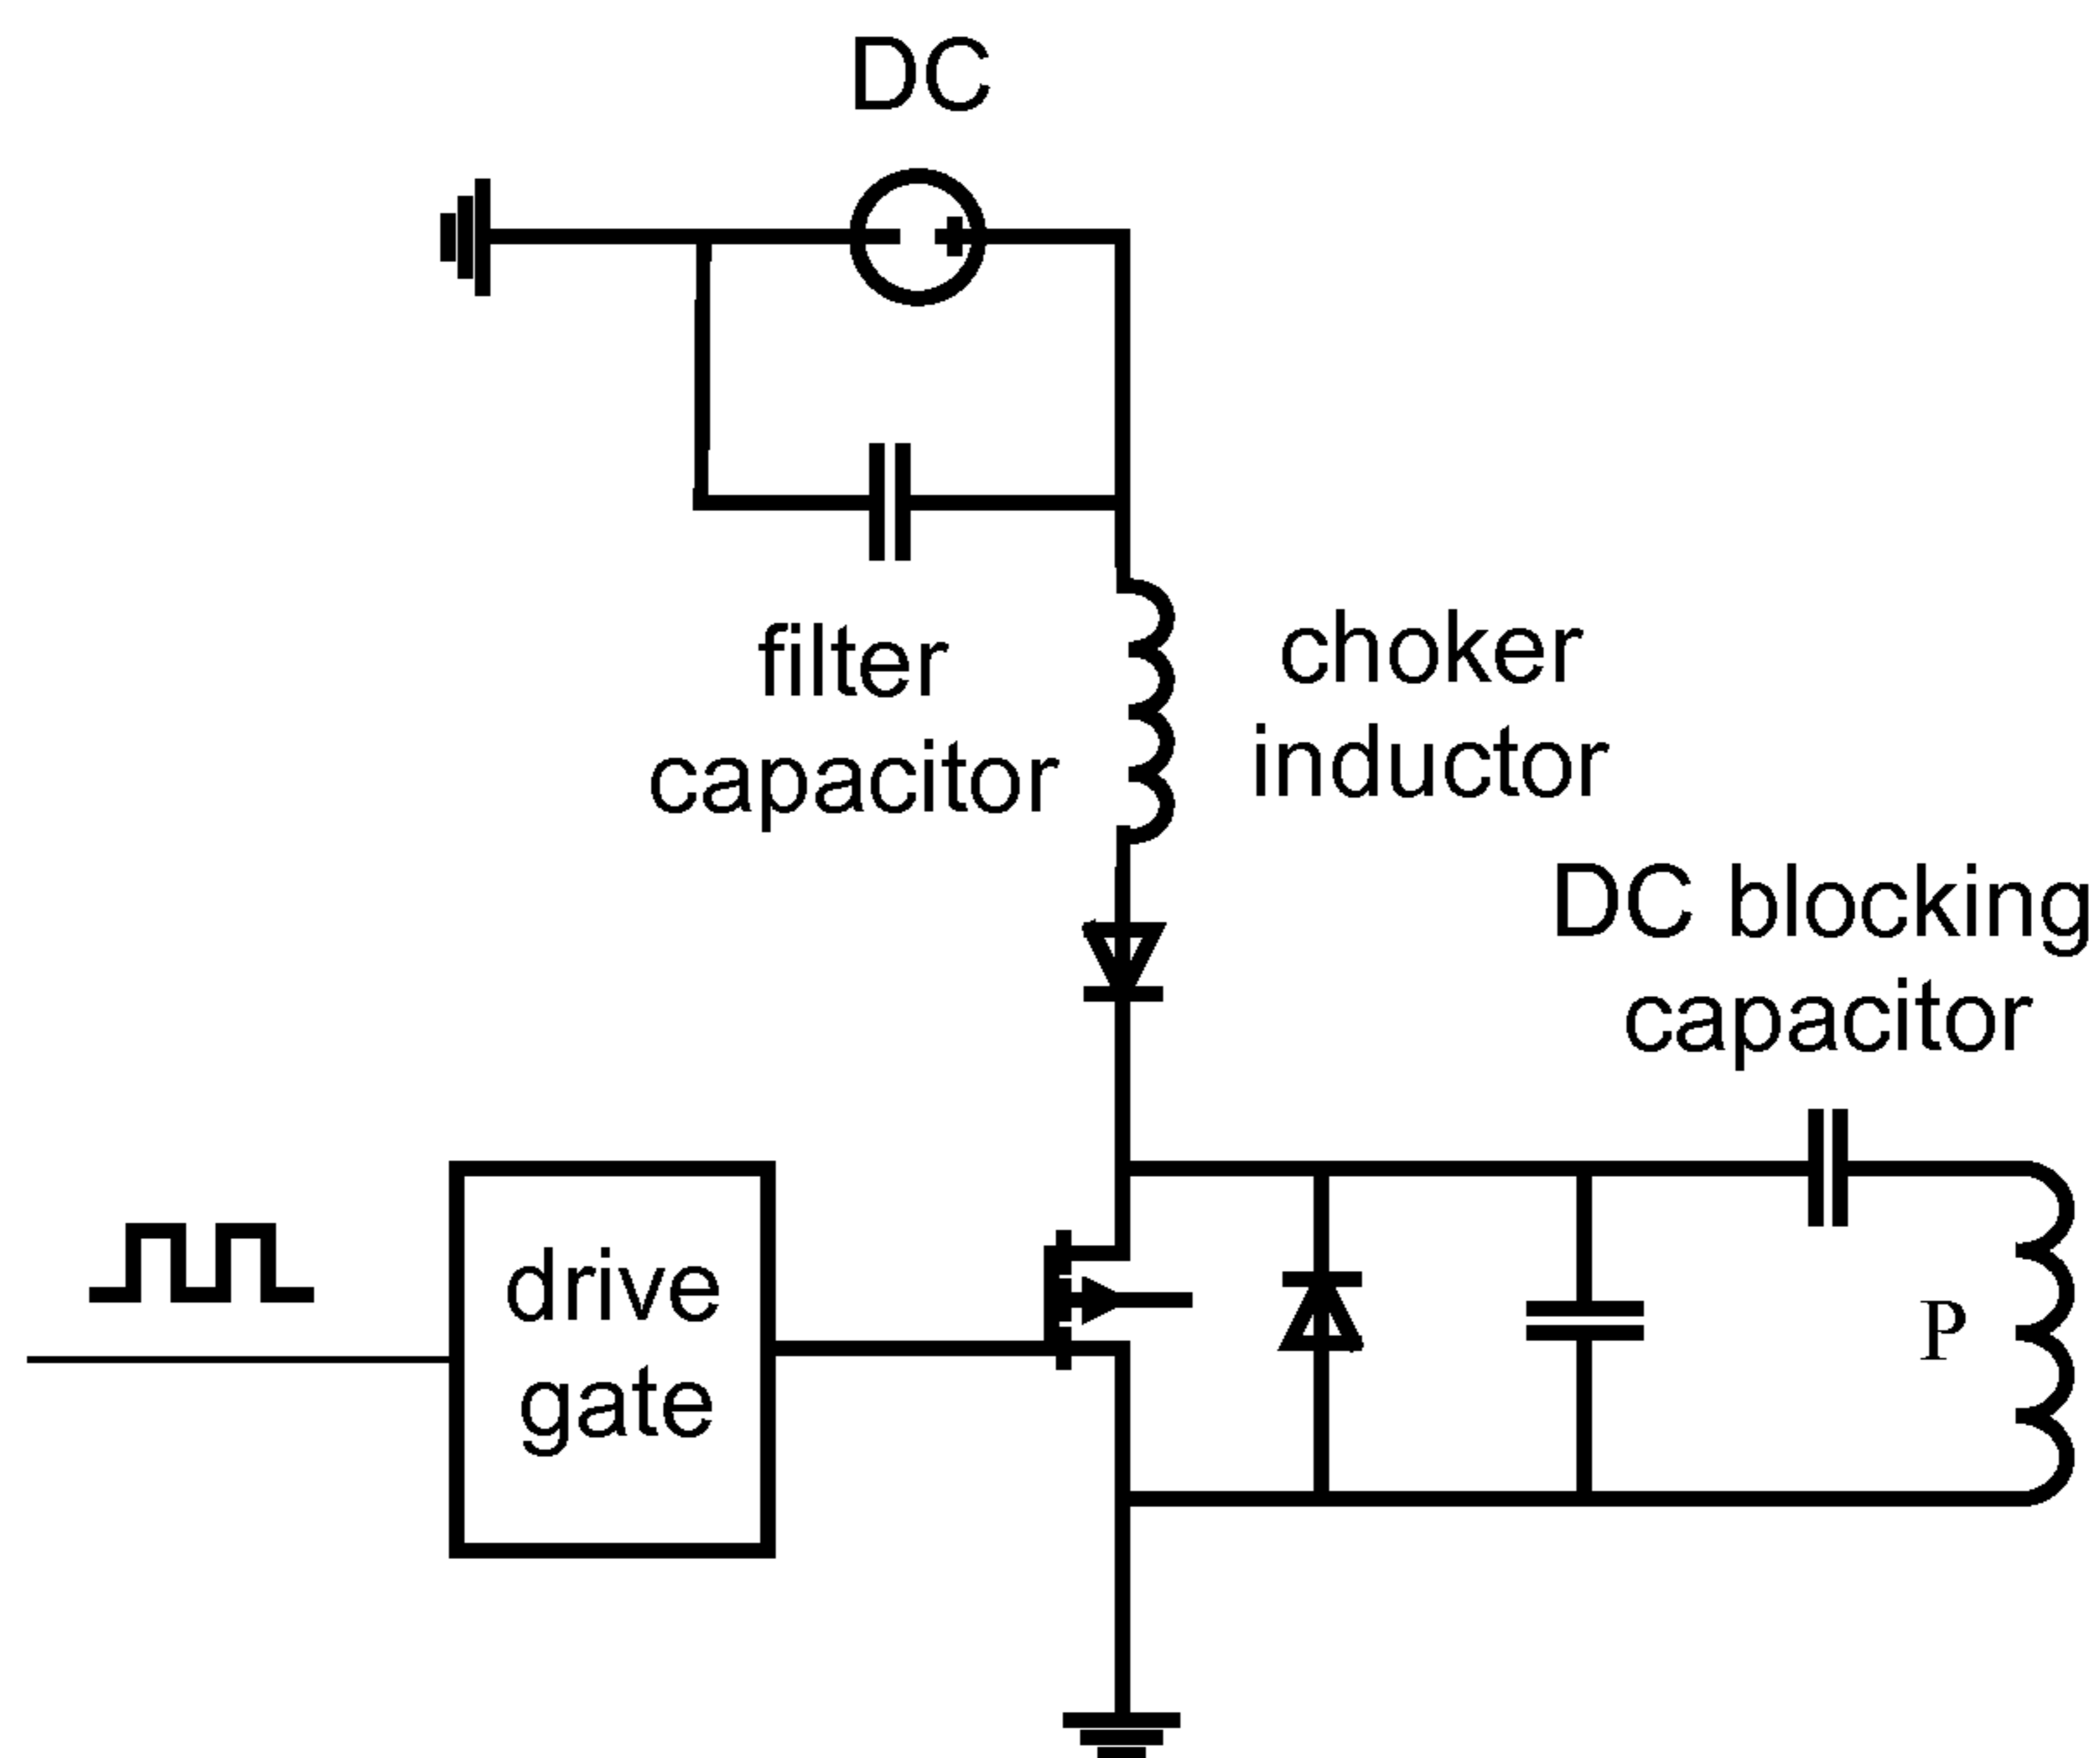 DC
filter
capacitor
choker
inductor
DC blocking
capacitor
drive
gate
P